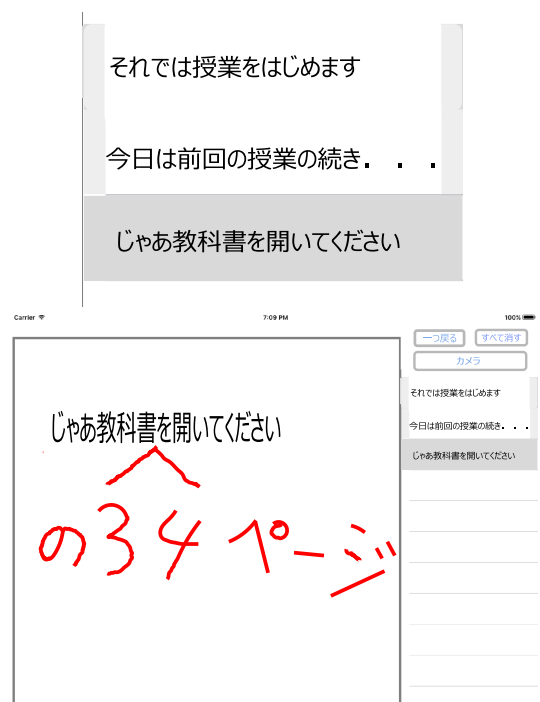 それでは授業をはじめます
今日は前回の授業の続き．．．
じゃあ教科書を開いてください
Carrier 7:09 PM 100%
一つ戻る すべて消す
カメラ
それでは授業をはじめます
今日は前回の授業の続き．．．
じゃあ教科書を開いてください
じゃあ教科書を開いてください
の34ページ